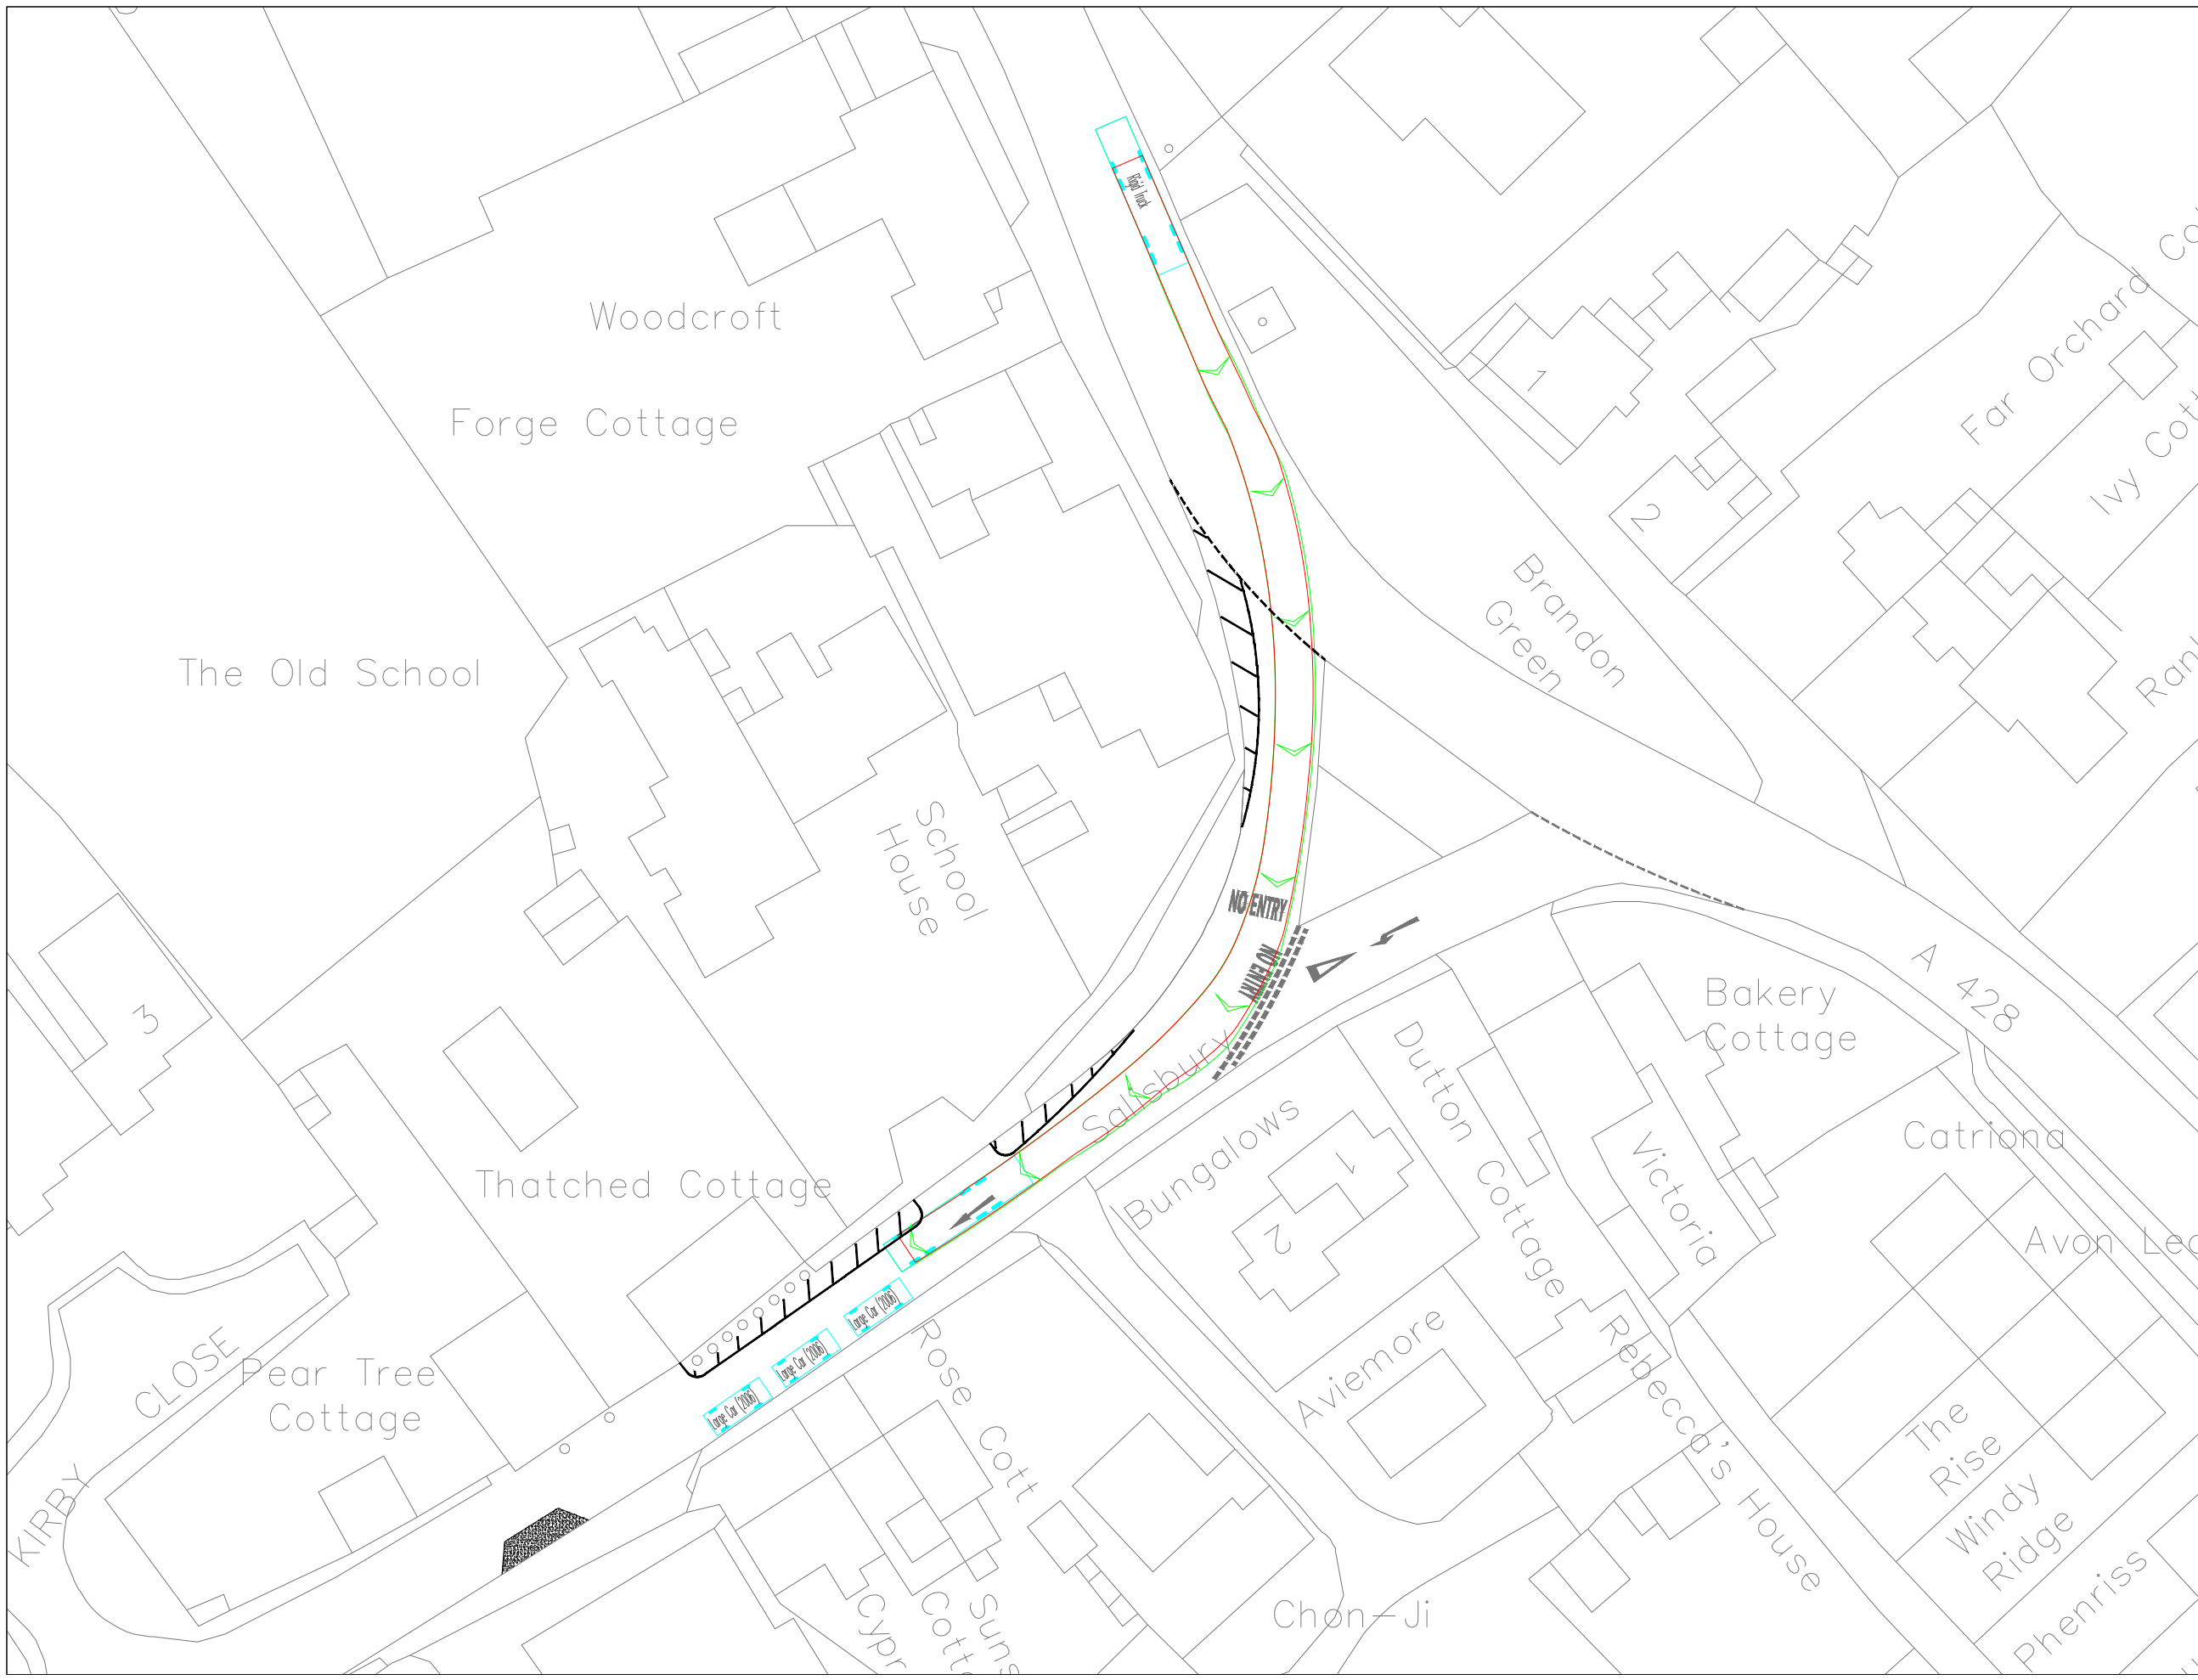 Rigid Truck
Woodcroft
Forge Cottage
The Old School
School
House
Thatched Cottage
Pear Tree
Cottage
CLOSE
KIRBY
3
1
2
Far Orchard
Ivy
Brandon
Green
NO ENTRY
NO ENTRY
Salisbury
Bungalows
1
2
Dutton Cottage
Victoria
Bakery
Cottage
A 428
Catriona
Avon
Aviemore
Rebecca's House
The
Rise
Windy
Ridge
Phenriss
Rose Cott
Chon-Ji
Large Car (2006)
Large Car (2006)
Large Car (2006)